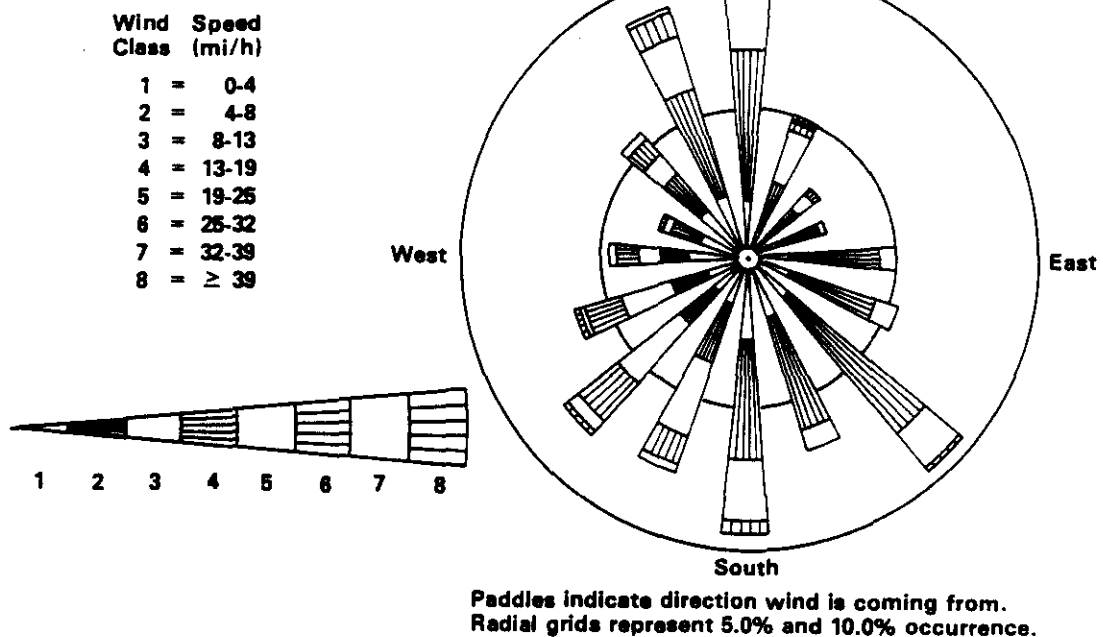 Wind Speed
Class (mi/h)
1 = 0-4
2 = 4-8
3 = 8-13
4 = 13-19
5 = 19-25
6 = 25-32
7 = 32-39
8 = ≥ 39
West
East
1 2 3 4 5 6 7 8
South
Paddles indicate direction wind is coming from.
Radial grids represent 5.0% and 10.0% occurrence.